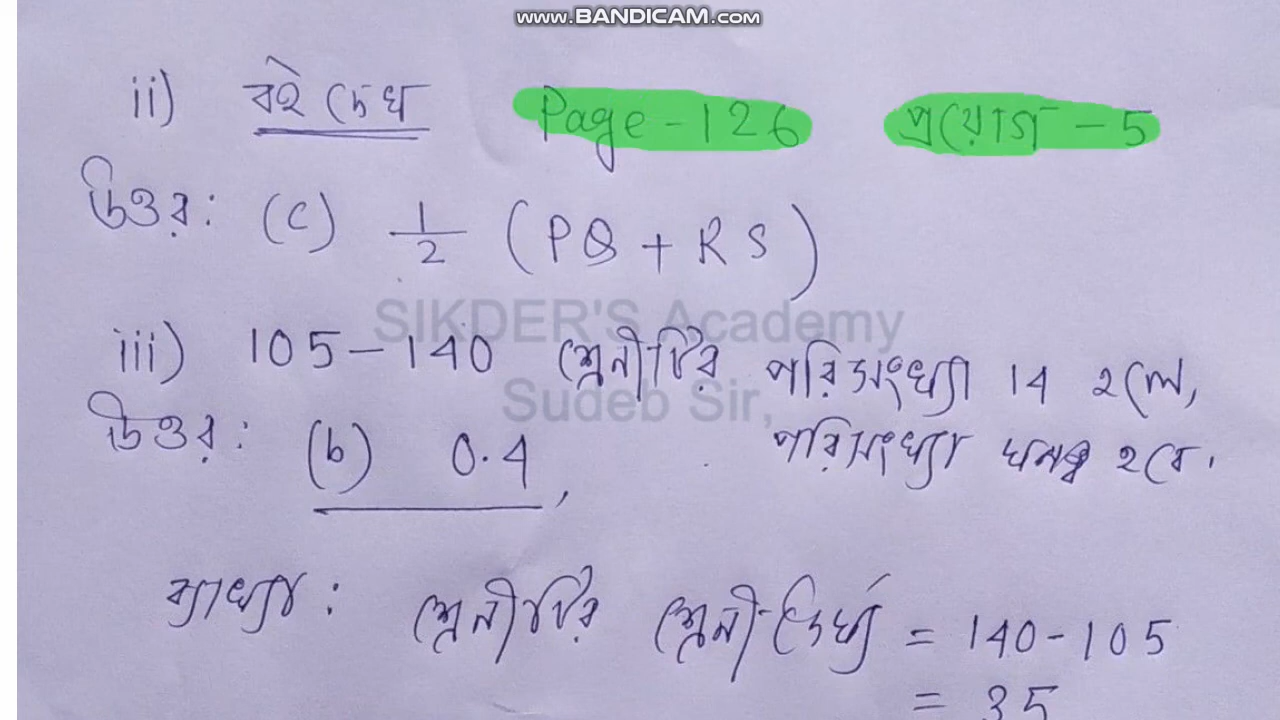 www.BANDICAM.com
ii) বই দেখ Page - 126 প্রয়োগ - 5
উত্তর: (c) 1/2 (PQ + RS)
SIKDER'S Academy
iii) 105 - 140 শ্রেনীটির পরিসংখ্যা 14 হলে,
Sudeb Sir,
উত্তর: (b) 0.4, পরিসংখ্যা ঘনত্ব হবে।
ব্যাখ্যা: শ্রেনীটির শ্রেনী-দৈর্ঘ্য = 140 - 105
= 35